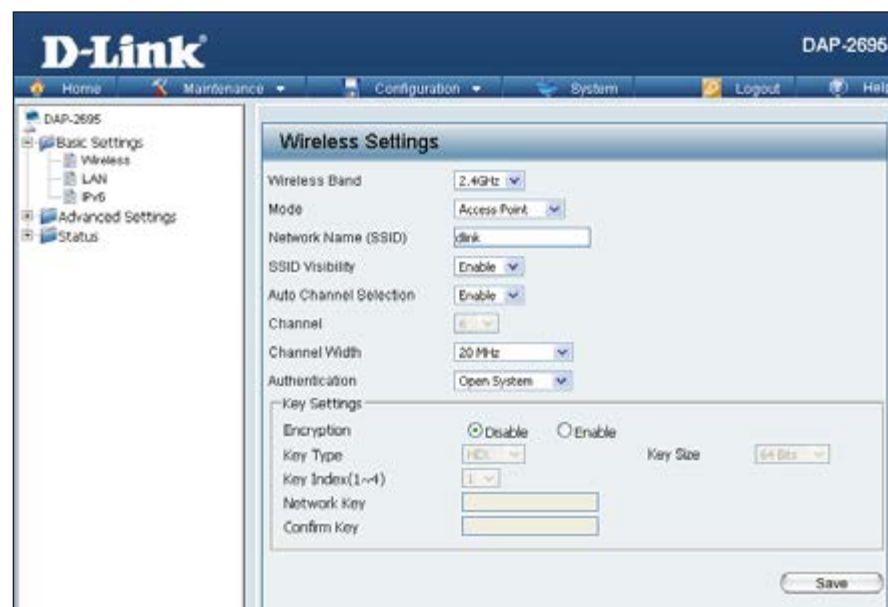 D-Link
DAP-2695
Home Maintenance Configuration System Logout Help
DAP-2695
Basic Settings
Wireless
LAN
IPv6
Advanced Settings
Status
Wireless Settings
Wireless Band 2.4GHz
Mode Access Point
Network Name (SSID) dlink
SSID Visibility Enable
Auto Channel Selection Enable
Channel 6
Channel Width 20 MHz
Authentication Open System
Key Settings
Encryption Disable Enable
Key Type HEX Key Size 64 Bits
Key Index(1~4) 1
Network Key
Confirm Key
Save